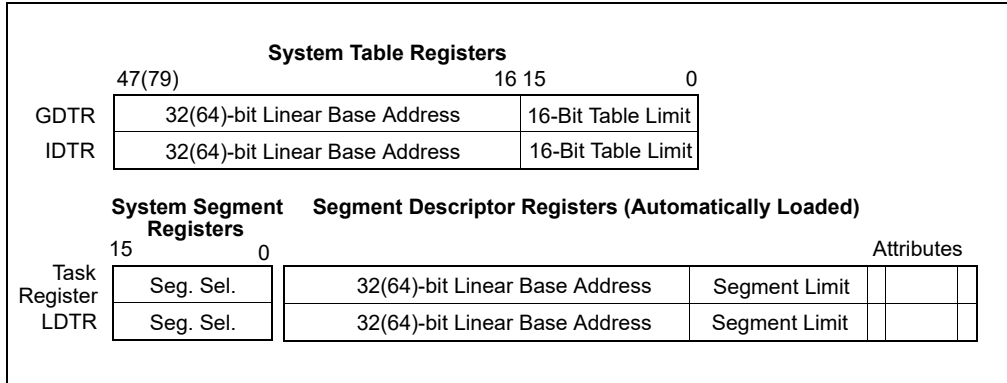 System Table Registers
47(79) 16 15 0
GDTR 32(64)-bit Linear Base Address 16-Bit Table Limit
IDTR 32(64)-bit Linear Base Address 16-Bit Table Limit
System Segment Registers
Segment Descriptor Registers (Automatically Loaded)
15 0 Attributes
Task Register Seg. Sel. 32(64)-bit Linear Base Address Segment Limit
LDTR Seg. Sel. 32(64)-bit Linear Base Address Segment Limit